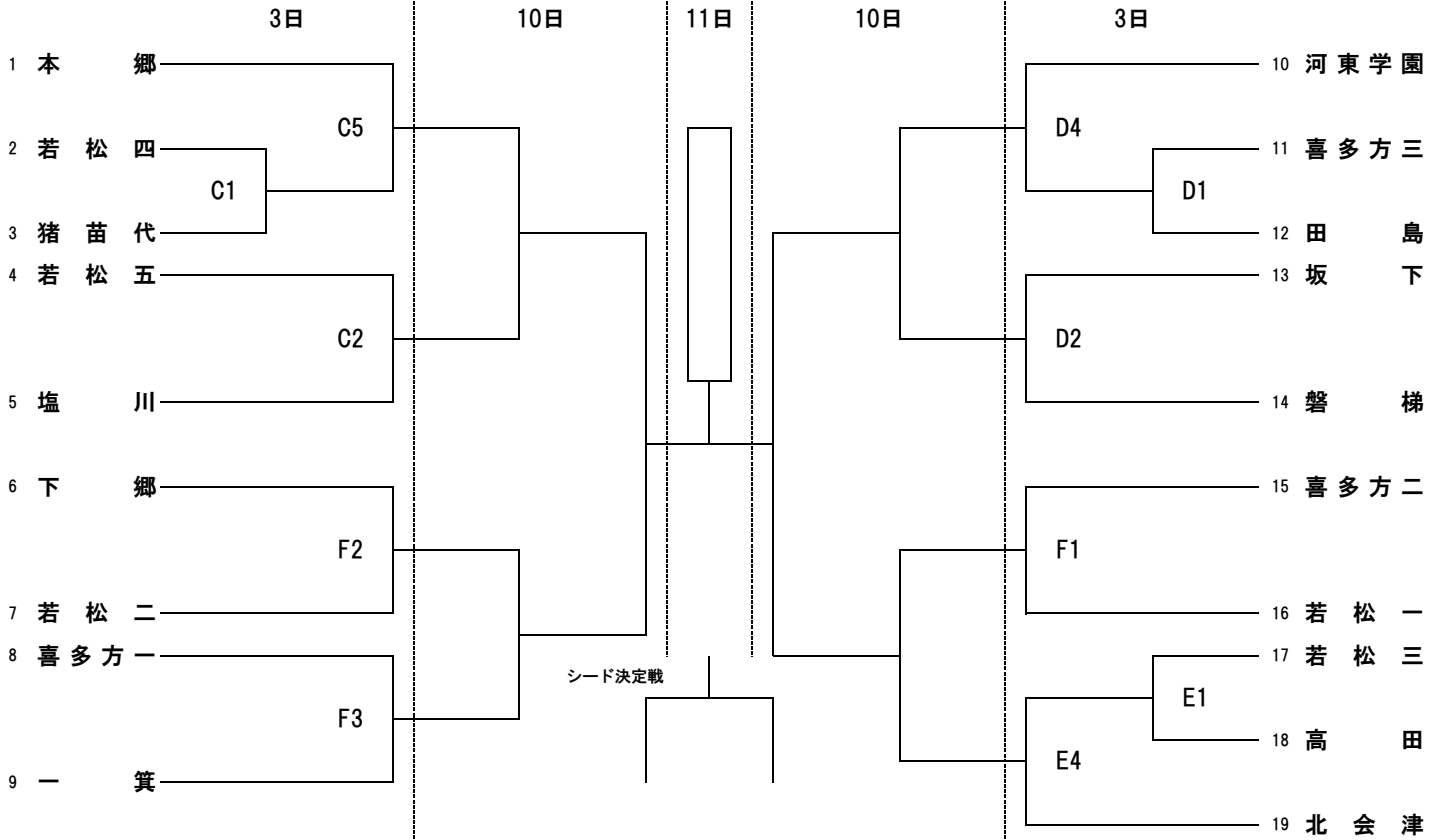 3日 10日 11日 10日 3日
1 本郷 10 河東学園
C5 D4
2 若松四 11 喜多方三
C1 D1
3 猪苗代 12 田島
4 若松五 13 坂下
C2 D2
5 塩川 14 磐梯
6 下郷 15 喜多方二
F2 F1
7 若松二 16 若松一
8 喜多方一 17 若松三
シード決定戦
E1
F3
18 高田
E4
9 一箕
19 北会津